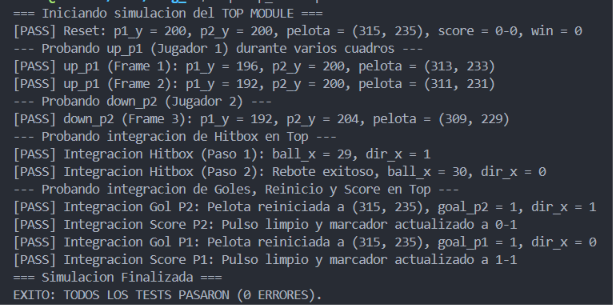 === Iniciando simulacion del TOP MODULE ===
[PASS] Reset: p1_y = 200, p2_y = 200, pelota = (315, 235), score = 0-0, win = 0
--- Probando up_p1 (Jugador 1) durante varios cuadros ---
[PASS] up_p1 (Frame 1): p1_y = 196, p2_y = 200, pelota = (313, 233)
[PASS] up_p1 (Frame 2): p1_y = 192, p2_y = 200, pelota = (311, 231)
--- Probando down_p2 (Jugador 2) ---
[PASS] down_p2 (Frame 3): p1_y = 192, p2_y = 204, pelota = (309, 229)
--- Probando integracion de Hitbox en Top ---
[PASS] Integracion Hitbox (Paso 1): ball_x = 29, dir_x = 1
[PASS] Integracion Hitbox (Paso 2): Rebote exitoso, ball_x = 30, dir_x = 0
--- Probando integracion de Goles, Reinicio y Score en Top ---
[PASS] Integracion Gol P2: Pelota reiniciada a (315, 235), goal_p2 = 1, dir_x = 1
[PASS] Integracion Score P2: Pulso limpio y marcador actualizado a 0-1
[PASS] Integracion Gol P1: Pelota reiniciada a (315, 235), goal_p1 = 1, dir_x = 0
[PASS] Integracion Score P1: Pulso limpio y marcador actualizado a 1-1
=== Simulacion Finalizada ===
EXITO: TODOS LOS TESTS PASARON (0 ERRORES).